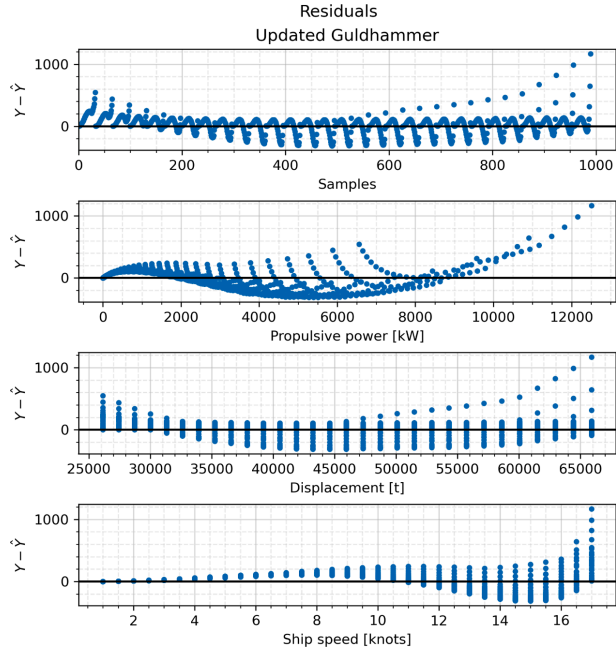 Residuals
Updated Guldhammer
Y − Ŷ
1000
0
0 200 400 600 800 1000
Samples
Y − Ŷ
1000
0
0 2000 4000 6000 8000 10000 12000
Propulsive power [kW]
Y − Ŷ
1000
0
25000 30000 35000 40000 45000 50000 55000 60000 65000
Displacement [t]
Y − Ŷ
1000
0
2 4 6 8 10 12 14 16
Ship speed [knots]